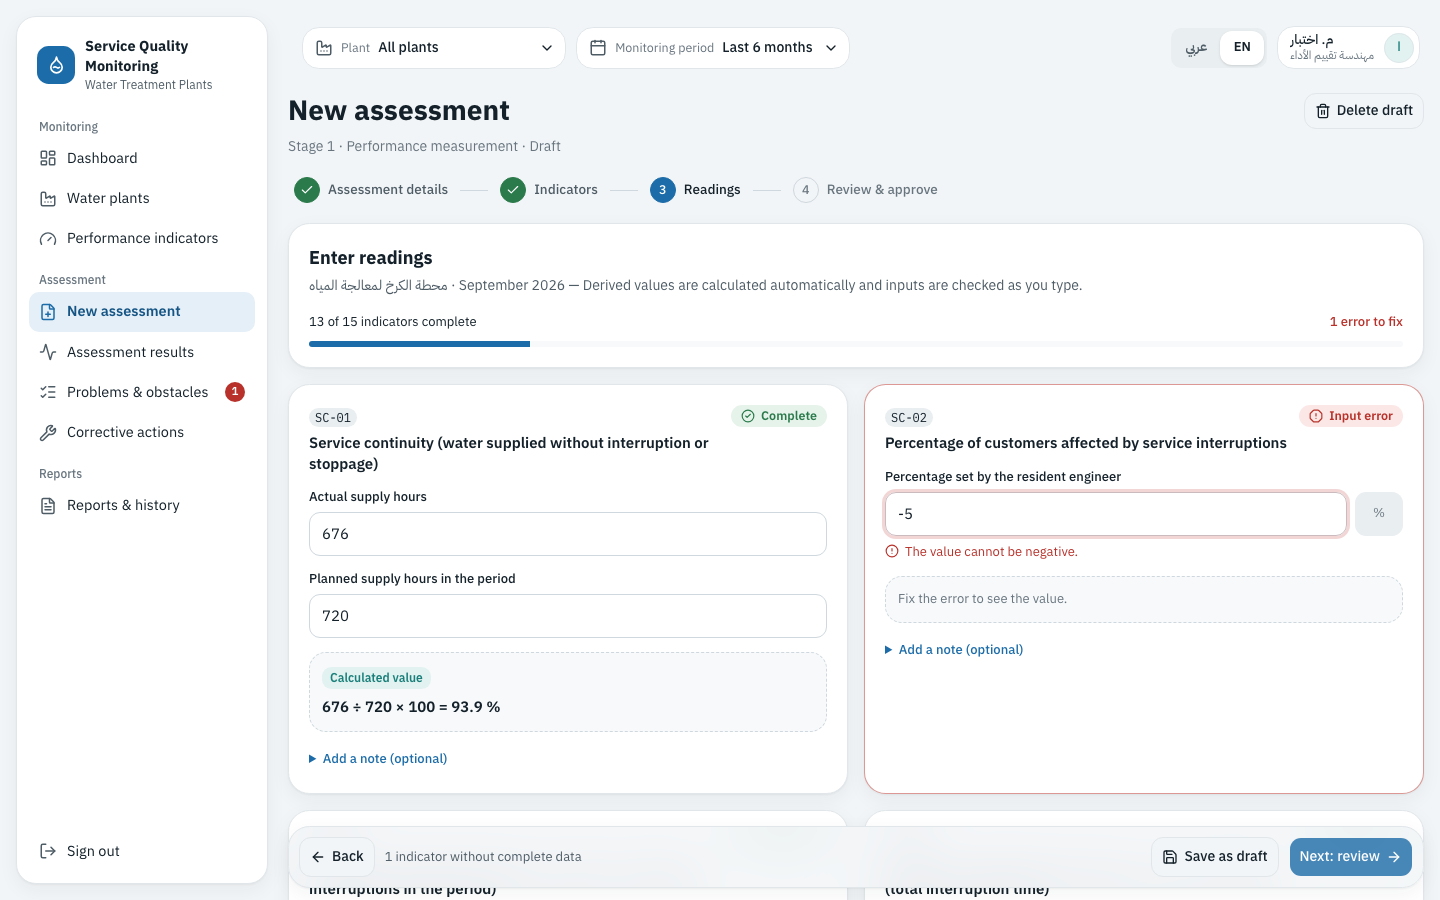 Service Quality
Monitoring
Water Treatment Plants
Monitoring
Dashboard
Water plants
Performance indicators
Assessment
New assessment
Assessment results
Problems & obstacles 1
Corrective actions
Reports
Reports & history
Sign out
Plant All plants
Monitoring period Last 6 months
عربي EN
م. اختبار
مهندسة تقييم الأداء
ا
New assessment
Delete draft
Stage 1 · Performance measurement · Draft
Assessment details
Indicators
3 Readings
4 Review & approve
Enter readings
محطة الكرخ لمعالجة المياه · September 2026 — Derived values are calculated automatically and inputs are checked as you type.
13 of 15 indicators complete
1 error to fix
SC-01
Complete
Service continuity (water supplied without interruption or
stoppage)
Actual supply hours
676
Planned supply hours in the period
720
Calculated value
676 ÷ 720 × 100 = 93.9 %
Add a note (optional)
SC-02
Input error
Percentage of customers affected by service interruptions
Percentage set by the resident engineer
-5
%
The value cannot be negative.
Fix the error to see the value.
Add a note (optional)
Back
1 indicator without complete data
Save as draft
Next: review
interruptions in the period)
(total interruption time)